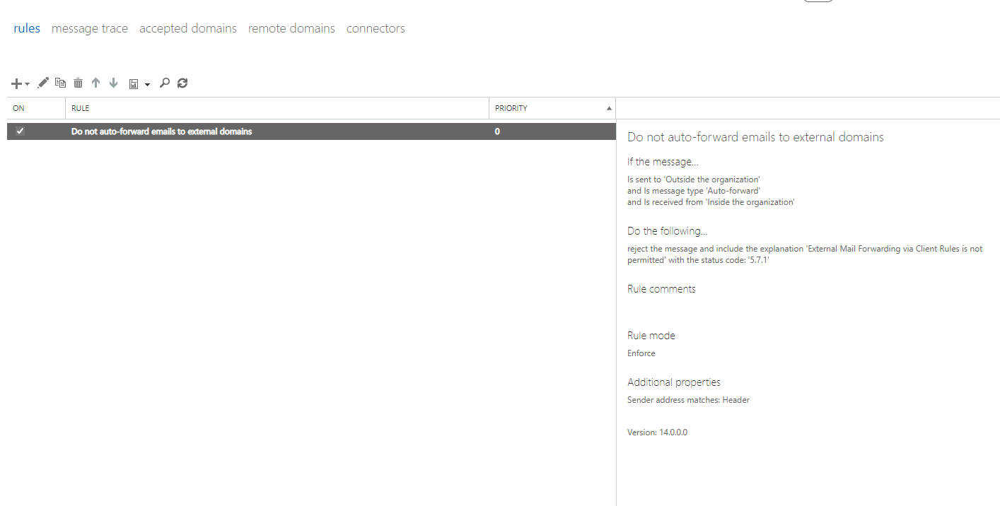 rules message trace accepted domains remote domains connectors
ON RULE PRIORITY
Do not auto-forward emails to external domains 0
Do not auto-forward emails to external domains
If the message...
Is sent to 'Outside the organization'
and Is message type 'Auto-forward'
and Is received from 'Inside the organization'
Do the following...
reject the message and include the explanation 'External Mail Forwarding via Client Rules is not
permitted' with the status code: '5.7.1'
Rule comments
Rule mode
Enforce
Additional properties
Sender address matches: Header
Version: 14.0.0.0